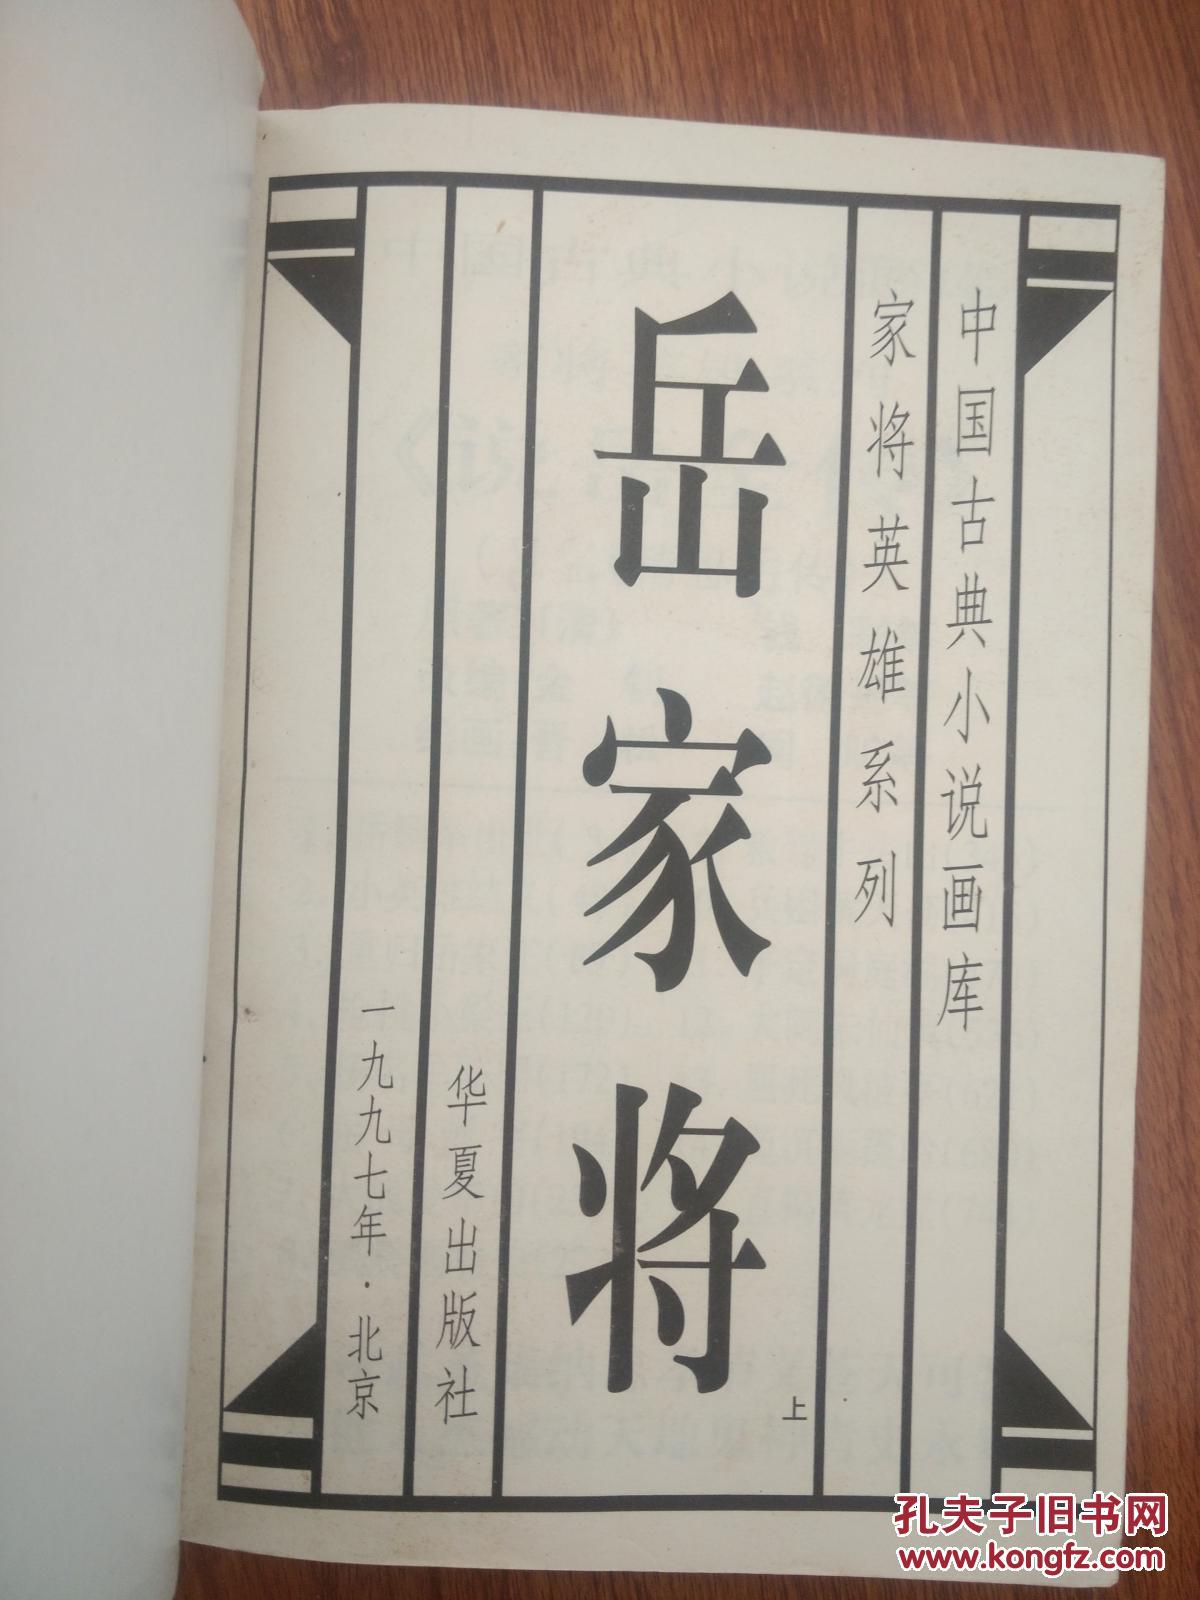 中国古典小说画库
家将英雄系列
岳家将
上
华夏出版社
一九九七年·北京
孔夫子旧书网
www.kongfz.com